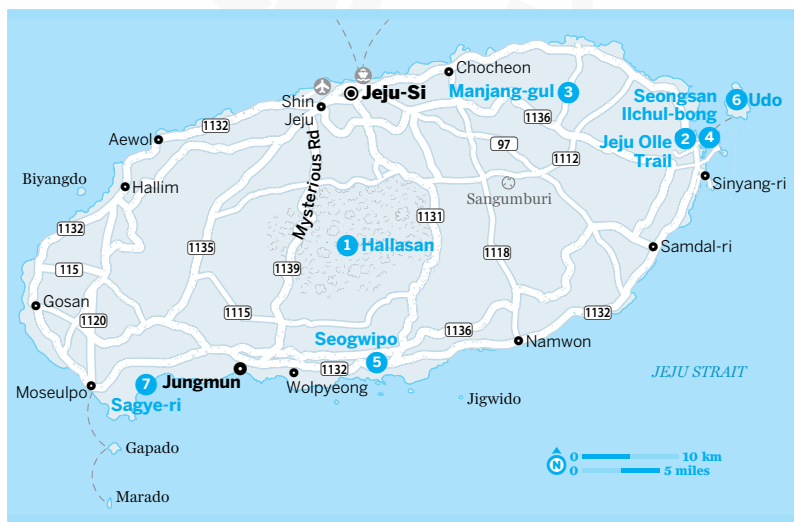 Chocheon
Jeju-Si
Manjang-gul 3
Seongsan
Ilchul-bong
6 Udo
Shin
Jeju
1132
1136
Jeju Olle
Trail
2 4
Aewol
97
1112
Mysterious Rd
Biyangdo
Hallim
Sangumburi
Sinyang-ri
1132
1131
1135
1 Hallasan
Samdal-ri
1118
115
1139
Gosan
1120
1115
1132
Seogwipo
5
1136
Namwon
1132
Jungmun
Wolpyeong
Moseulpo
7
Sagye-ri
Jigwido
JEJU STRAIT
Gapado
N
0 10 km
0 5 miles
Marado